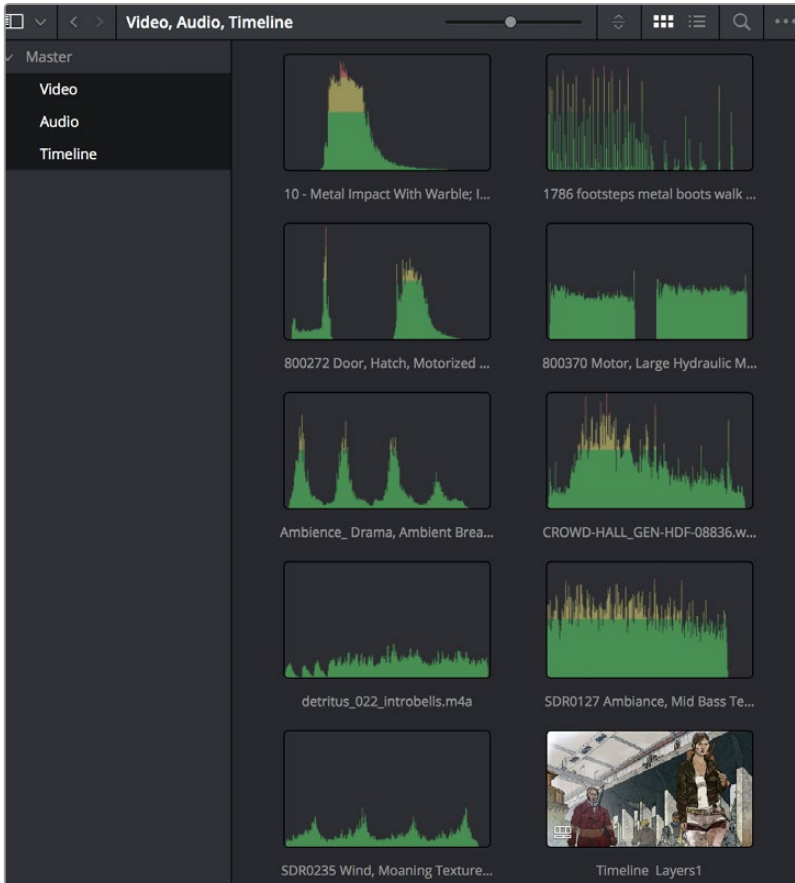 Video, Audio, Timeline
Master
Video
Audio
Timeline
10 - Metal Impact With Warble; I...
1786 footsteps metal boots walk ...
800272 Door, Hatch, Motorized ...
800370 Motor, Large Hydraulic M...
Ambience_ Drama, Ambient Brea...
CROWD-HALL_GEN-HDF-08836.w...
detritus_022_introbells.m4a
SDR0127 Ambiance, Mid Bass Te...
SDR0235 Wind, Moaning Texture...
Timeline Layers1